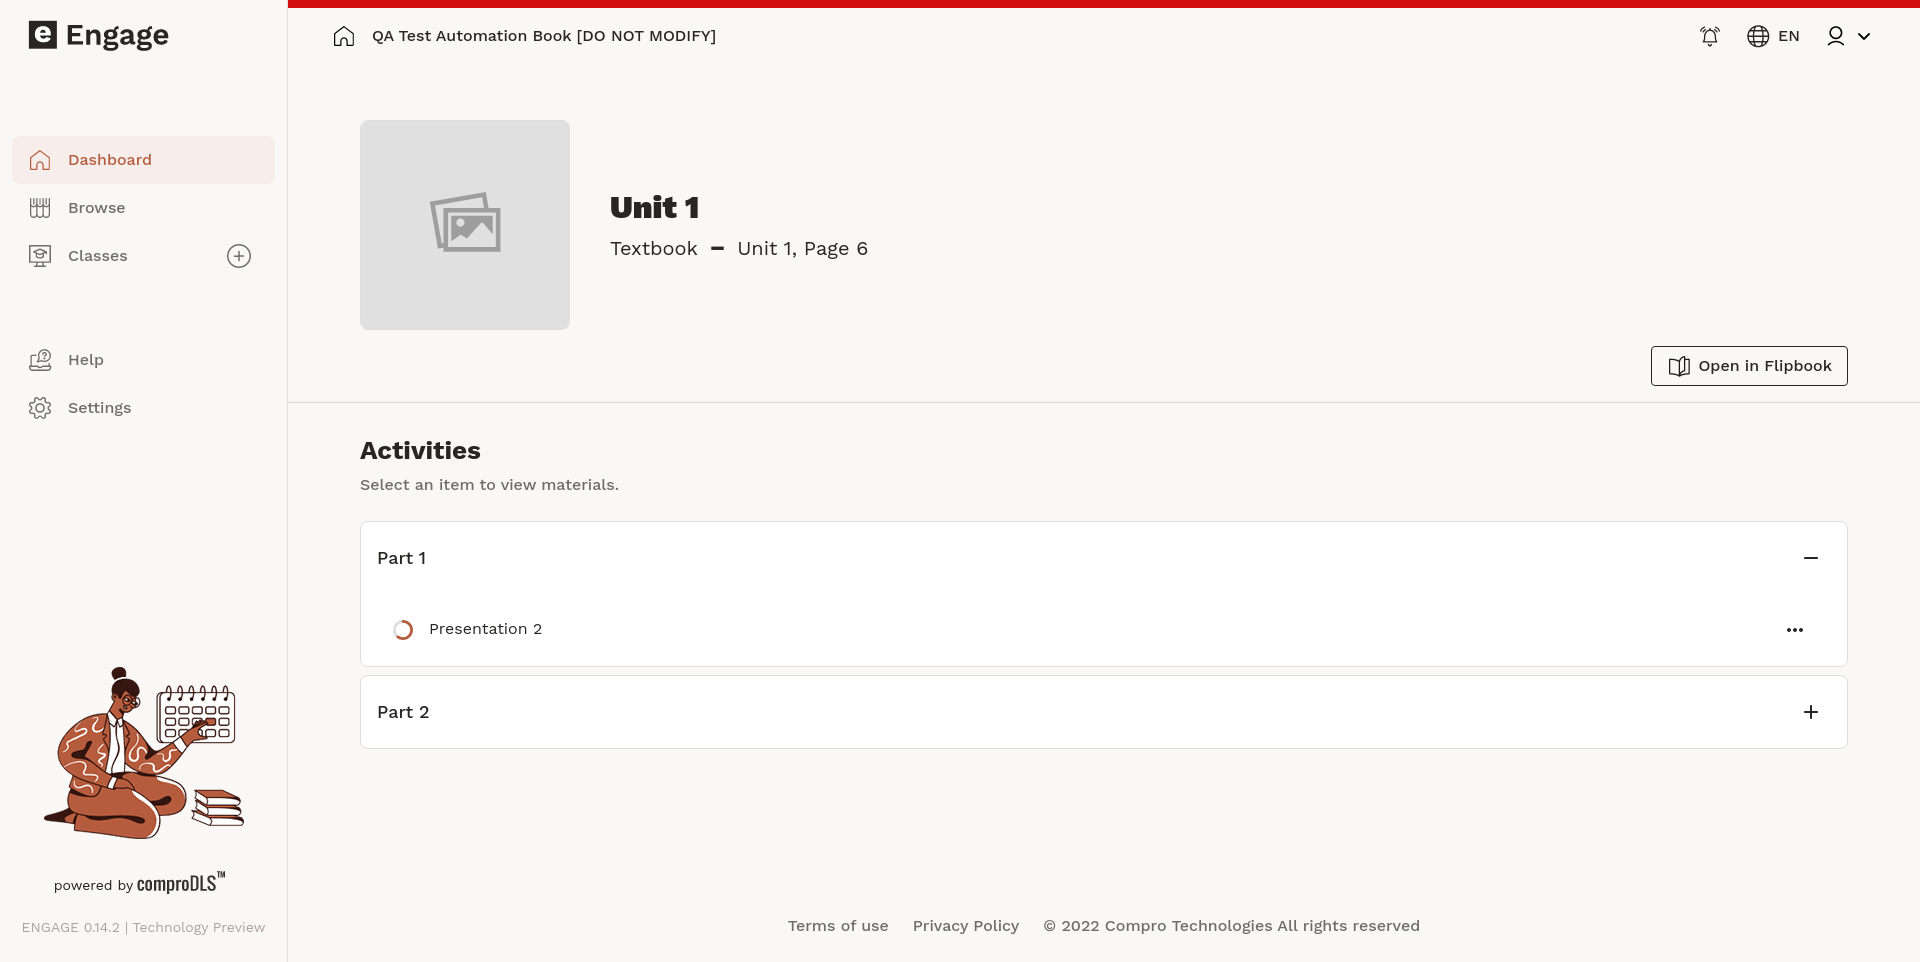 e Engage
QA Test Automation Book [DO NOT MODIFY]
EN
Dashboard
Browse
Classes
Help
Settings
Unit 1
Textbook – Unit 1, Page 6
Open in Flipbook
Activities
Select an item to view materials.
Part 1
Presentation 2
Part 2
powered by comproDLS™
ENGAGE 0.14.2 | Technology Preview
Terms of use Privacy Policy © 2022 Compro Technologies All rights reserved